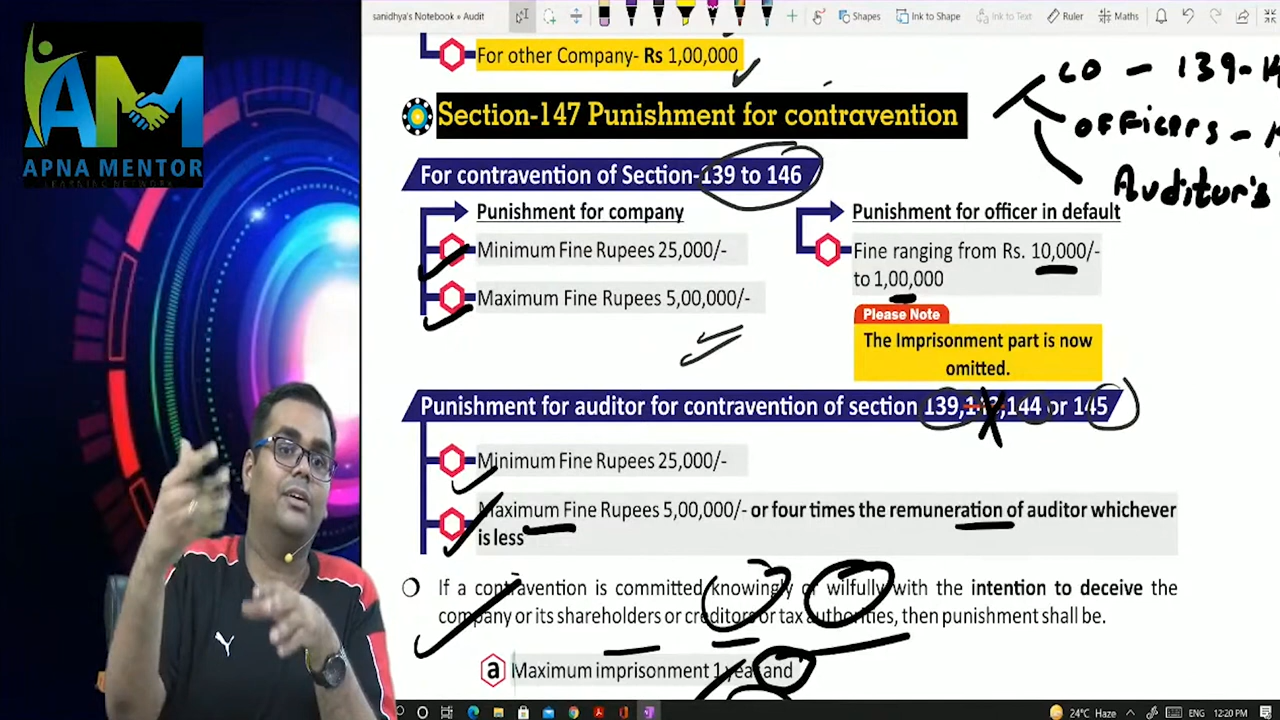 sanidhya's Notebook » Audit
Shapes
Ink to Shape
Ink to Text
Ruler
Maths
AM
APNA MENTOR
LEARNING NETWORK
For other Company- Rs 1,00,000
CO - 139-1
Officers - 1
Auditor's
Section-147 Punishment for contravention
For contravention of Section-139 to 146
Punishment for company
Minimum Fine Rupees 25,000/-
Maximum Fine Rupees 5,00,000/-
Punishment for officer in default
Fine ranging from Rs. 10,000/-
to 1,00,000
Please Note
The Imprisonment part is now
omitted.
Punishment for auditor for contravention of section 139, ,144 or 145
Minimum Fine Rupees 25,000/-
Maximum Fine Rupees 5,00,000/- or four times the remuneration of auditor whichever
is less
If a contravention is committed knowingly or wilfully with the intention to deceive the
company or its shareholders or creditors or tax authorities, then punishment shall be.
a Maximum imprisonment 1 year and
24°C Haze
ENG
12:20 PM